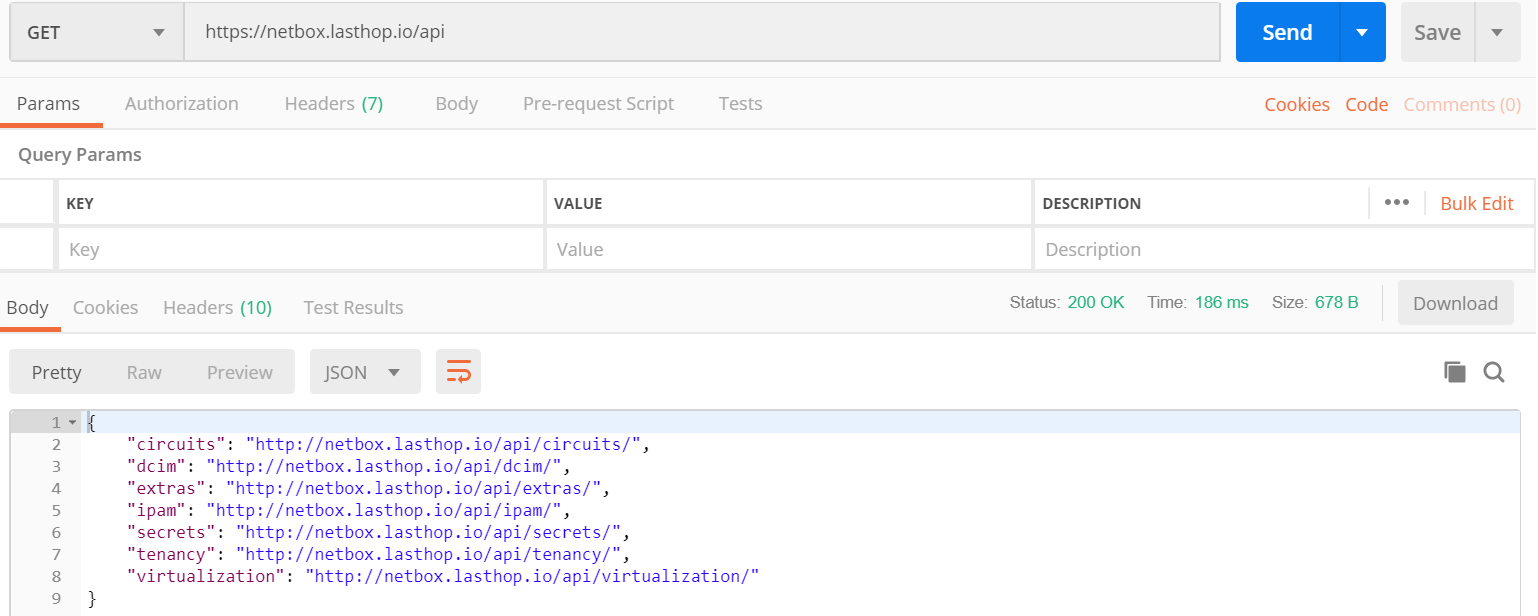 GET https://netbox.lasthop.io/api Send Save
Params Authorization Headers (7) Body Pre-request Script Tests Cookies Code Comments (0)
Query Params
KEY VALUE DESCRIPTION ••• Bulk Edit
Key Value Description
Body Cookies Headers (10) Test Results Status: 200 OK Time: 186 ms Size: 678 B Download
Pretty Raw Preview JSON
1 {
2 "circuits": "http://netbox.lasthop.io/api/circuits/",
3 "dcim": "http://netbox.lasthop.io/api/dcim/",
4 "extras": "http://netbox.lasthop.io/api/extras/",
5 "ipam": "http://netbox.lasthop.io/api/ipam/",
6 "secrets": "http://netbox.lasthop.io/api/secrets/",
7 "tenancy": "http://netbox.lasthop.io/api/tenancy/",
8 "virtualization": "http://netbox.lasthop.io/api/virtualization/"
9 }